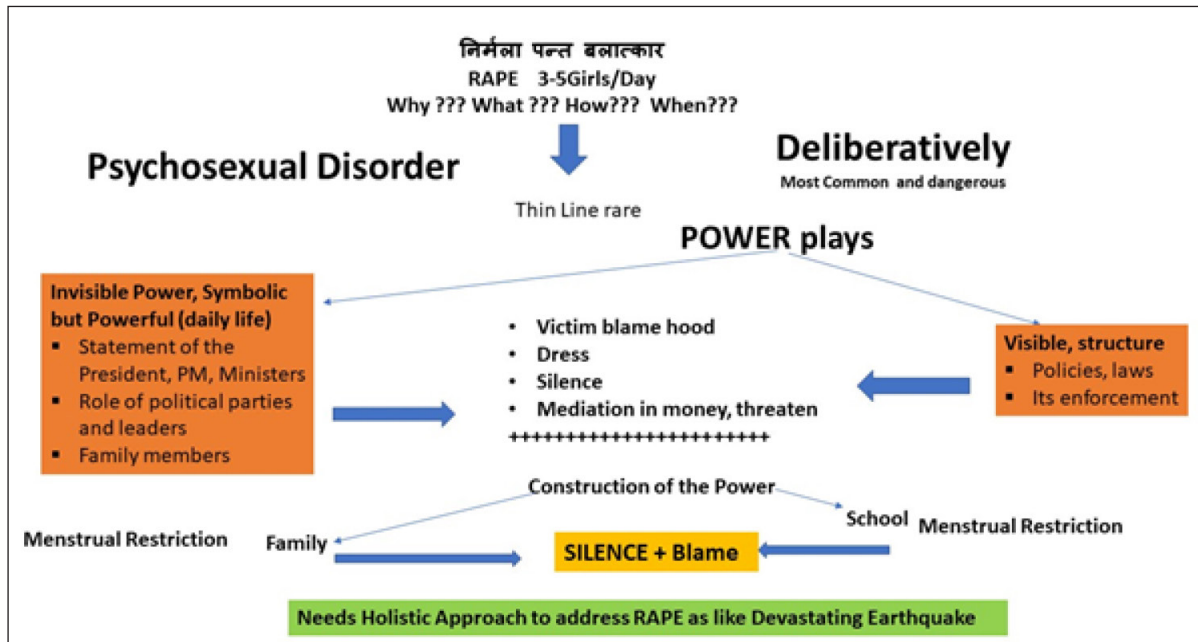 निर्मला पन्त बलात्कार
RAPE 3-5Girls/Day
Why ??? What ??? How??? When???
Psychosexual Disorder
Deliberatively
Most Common and dangerous
Thin Line rare
POWER plays
Invisible Power, Symbolic
but Powerful (daily life)
▪ Statement of the
President, PM, Ministers
▪ Role of political parties
and leaders
▪ Family members
• Victim blame hood
• Dress
• Silence
• Mediation in money, threaten
+++++++++++++++++++++++
Visible, structure
▪ Policies, laws
▪ Its enforcement
Construction of the Power
Menstrual Restriction
Family
SILENCE + Blame
School
Menstrual Restriction
Needs Holistic Approach to address RAPE as like Devastating Earthquake